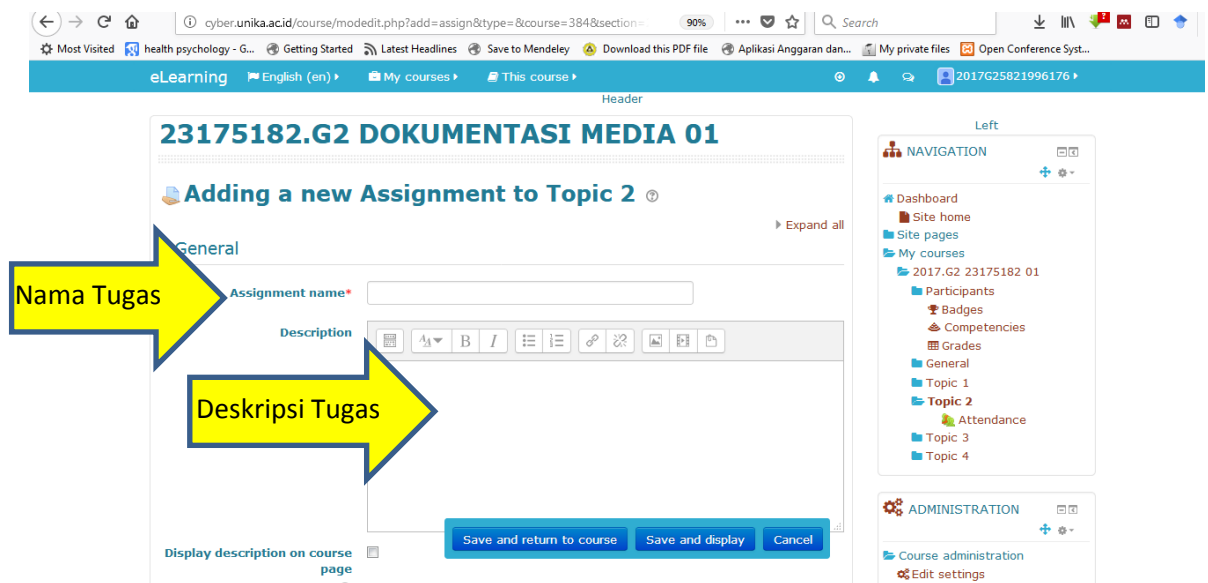 cyber.unika.ac.id/course/modedit.php?add=assign&type=&course=384&section= 90% Search
Most Visited health psychology - G... Getting Started Latest Headlines Save to Mendeley Download this PDF file Aplikasi Anggaran dan... My private files Open Conference Syst...
eLearning English (en) My courses This course 2017G25821996176
Header
23175182.G2 DOKUMENTASI MEDIA 01
Adding a new Assignment to Topic 2
Expand all
General
Nama Tugas
Assignment name*
Description
B I
Deskripsi Tugas
Display description on course
page
Save and return to course Save and display Cancel
Left
NAVIGATION
Dashboard
Site home
Site pages
My courses
2017.G2 23175182 01
Participants
Badges
Competencies
Grades
General
Topic 1
Topic 2
Attendance
Topic 3
Topic 4
ADMINISTRATION
Course administration
Edit settings